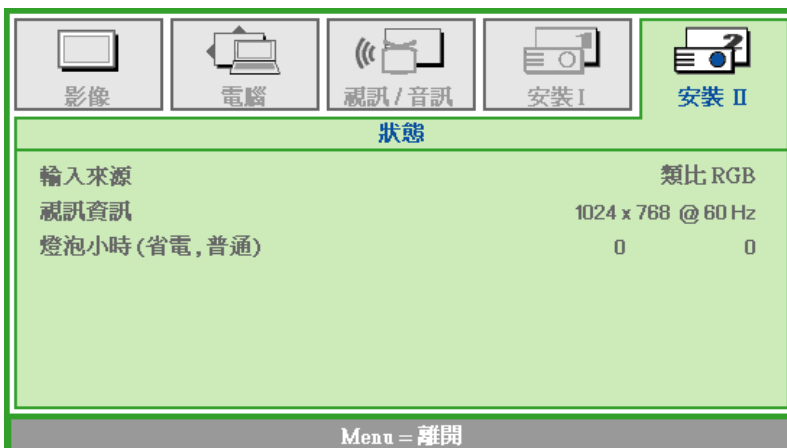 影像 電腦 視訊 / 音訊 安裝 I 安裝 II
狀態
輸入來源 類比 RGB
視訊資訊 1024 x 768 @ 60 Hz
燈泡小時 (省電 , 普通) 0 0
Menu = 離開